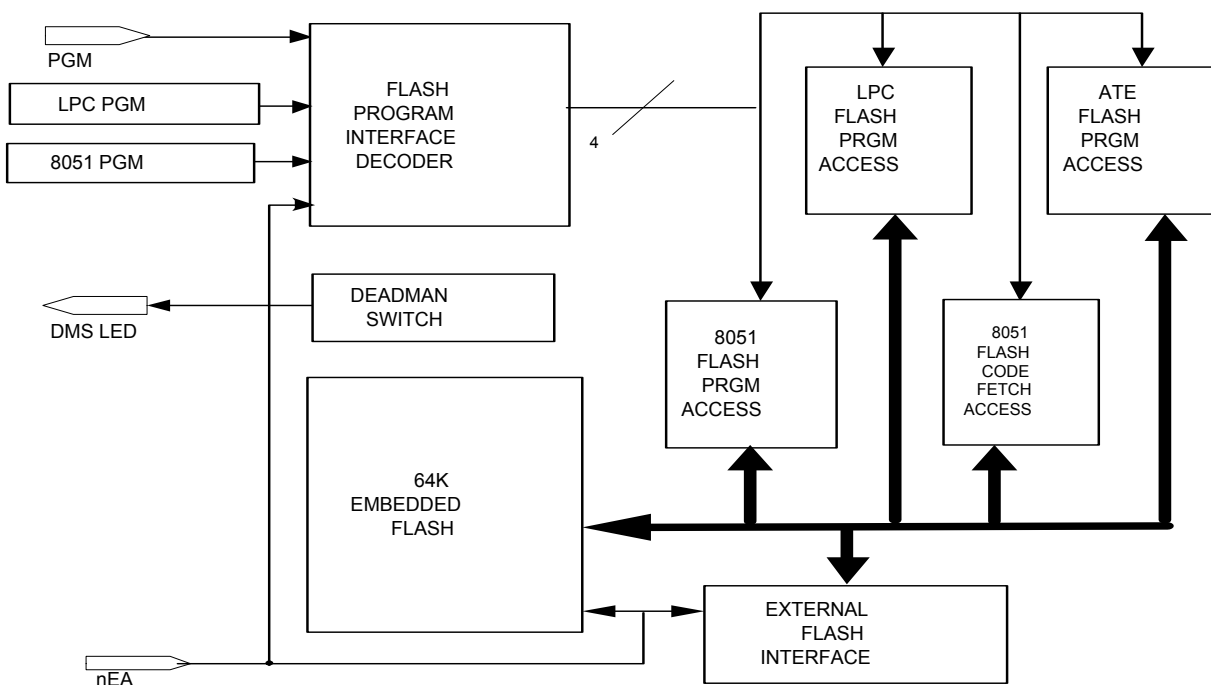 PGM
LPC PGM
8051 PGM
FLASH
PROGRAM
INTERFACE
DECODER
4
LPC
FLASH
PRGM
ACCESS
ATE
FLASH
PRGM
ACCESS
DMS LED
DEADMAN
SWITCH
8051
FLASH
PRGM
ACCESS
8051
FLASH
CODE
FETCH
ACCESS
64K
EMBEDDED
FLASH
EXTERNAL
FLASH
INTERFACE
nEA